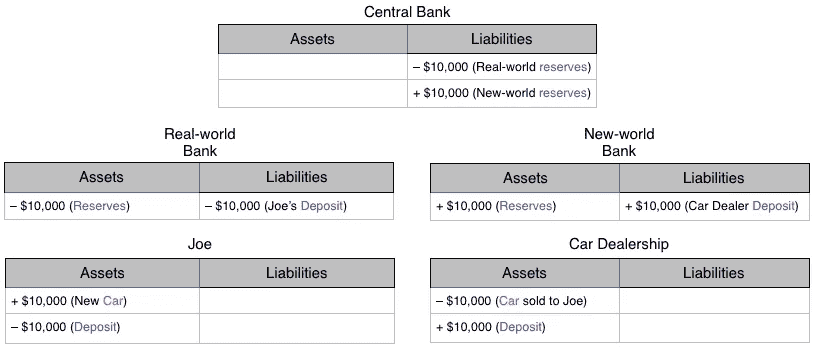 Central Bank
Assets Liabilities
– $10,000 (Real-world reserves)
+ $10,000 (New-world reserves)
Real-world
Bank
Assets Liabilities
– $10,000 (Reserves) – $10,000 (Joe's Deposit)
New-world
Bank
Assets Liabilities
+ $10,000 (Reserves) + $10,000 (Car Dealer Deposit)
Joe
Assets Liabilities
+ $10,000 (New Car)
– $10,000 (Deposit)
Car Dealership
Assets Liabilities
– $10,000 (Car sold to Joe)
+ $10,000 (Deposit)